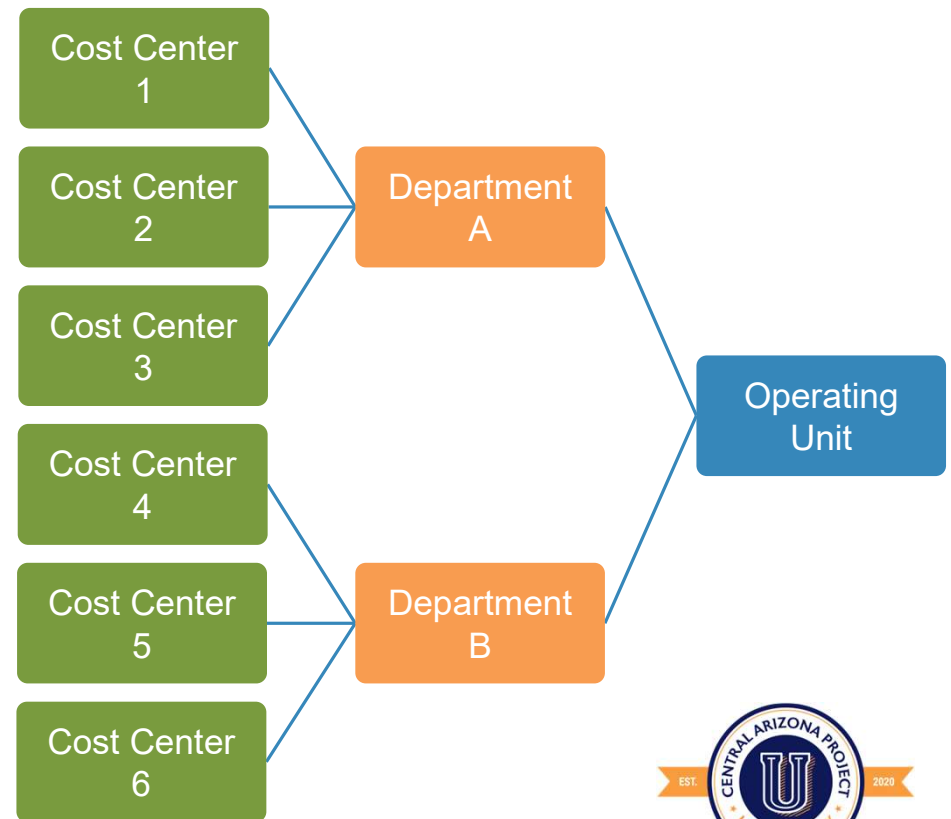 Cost Center
1
Cost Center
2
Cost Center
3
Cost Center
4
Cost Center
5
Cost Center
6
Department
A
Department
B
Operating
Unit
CENTRAL ARIZONA PROJECT
EST.
U
2020